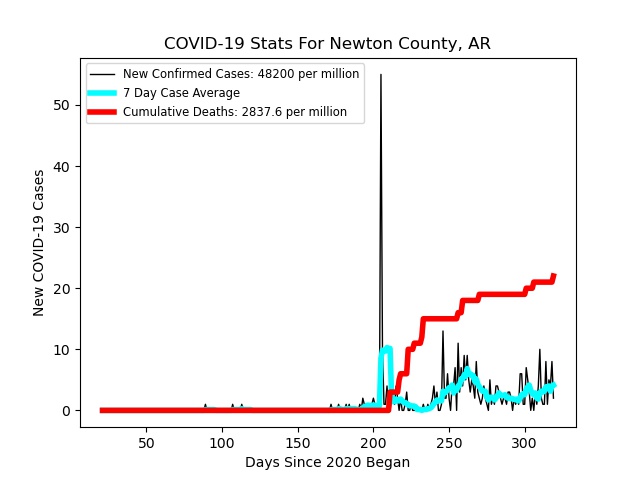 COVID-19 Stats For Newton County, AR
New Confirmed Cases: 48200 per million
7 Day Case Average
Cumulative Deaths: 2837.6 per million
New COVID-19 Cases
50
40
30
20
10
0
50 100 150 200 250 300
Days Since 2020 Began